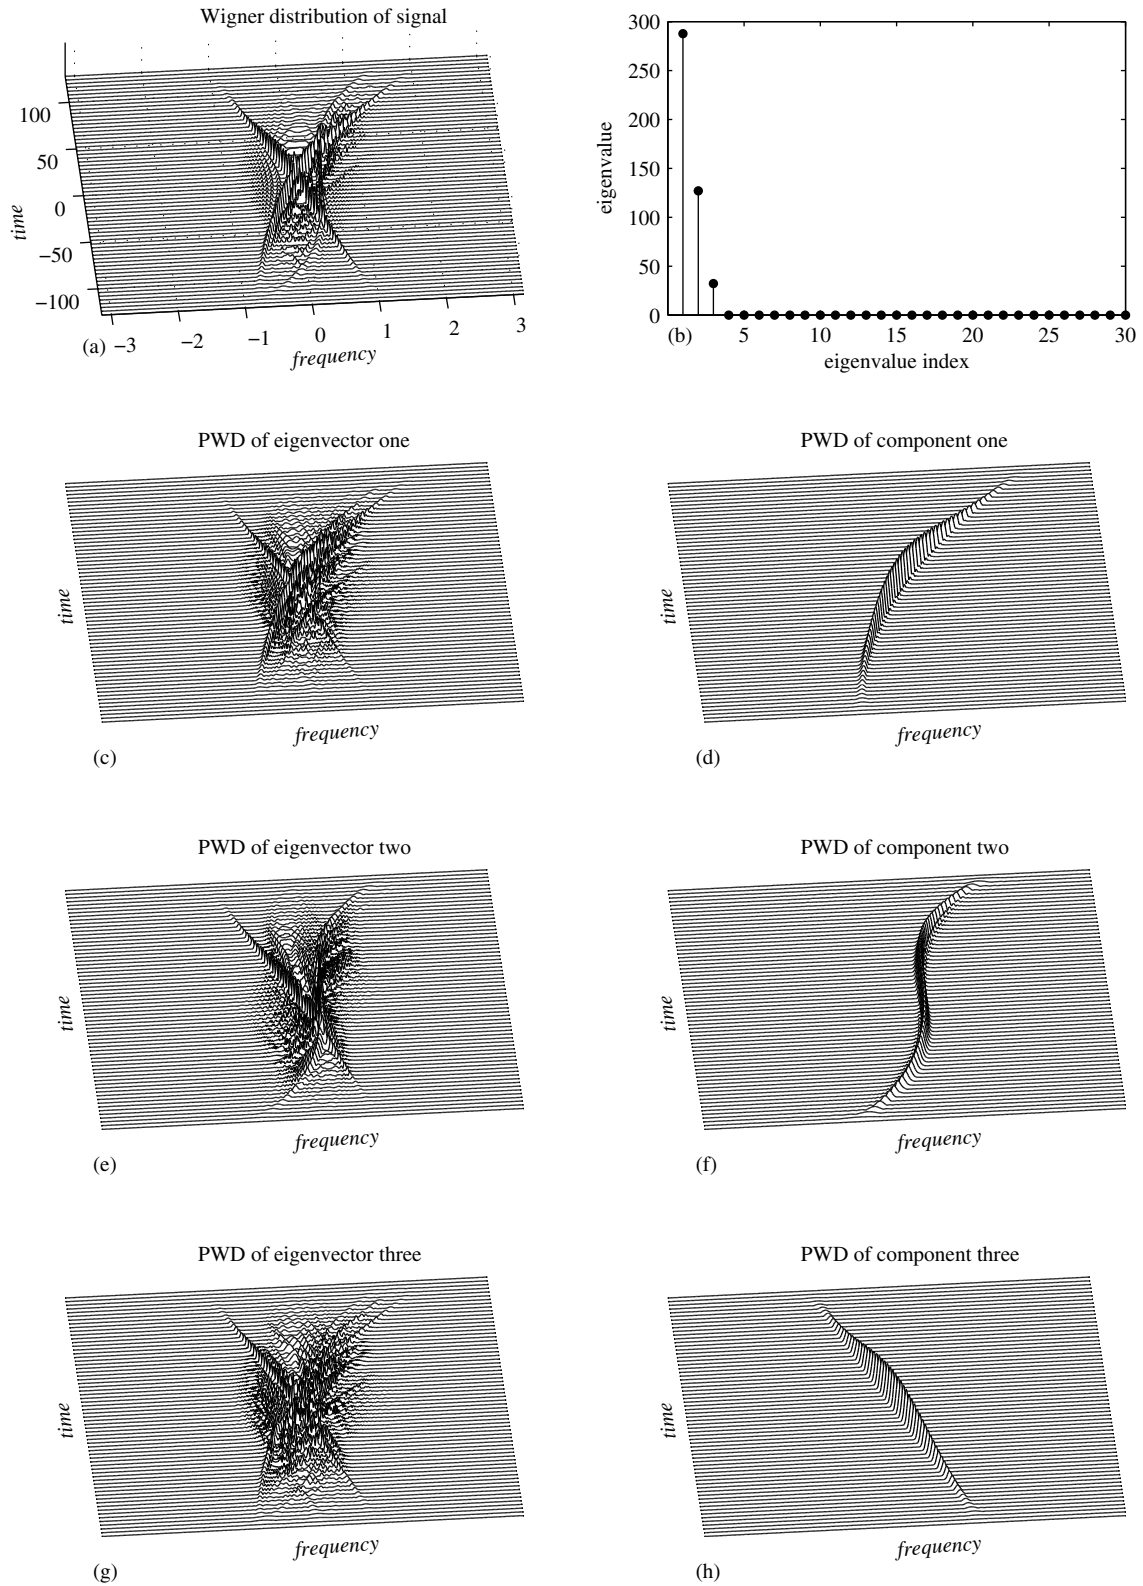 Wigner distribution of signal
100
50
0
−50
−100
time
(a) −3 −2 −1 0 1 2 3
frequency
300
250
200
150
100
50
0
eigenvalue
(b) 5 10 15 20 25 30
eigenvalue index
PWD of eigenvector one
time
frequency
(c)
PWD of component one
time
frequency
(d)
PWD of eigenvector two
time
frequency
(e)
PWD of component two
time
frequency
(f)
PWD of eigenvector three
time
frequency
(g)
PWD of component three
time
frequency
(h)